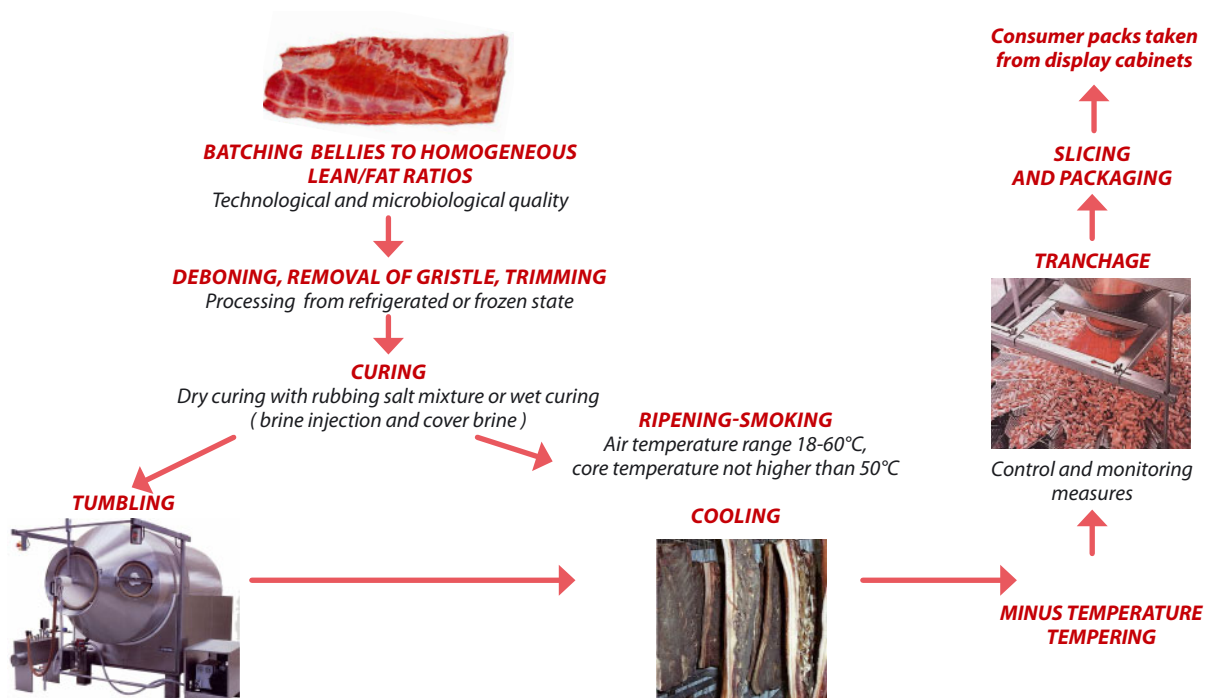 BATCHING BELLIES TO HOMOGENEOUS
LEAN/FAT RATIOS
Technological and microbiological quality
DEBONING, REMOVAL OF GRISTLE, TRIMMING
Processing from refrigerated or frozen state
CURING
Dry curing with rubbing salt mixture or wet curing
( brine injection and cover brine )
TUMBLING
RIPENING-SMOKING
Air temperature range 18-60°C,
core temperature not higher than 50°C
COOLING
MINUS TEMPERATURE
TEMPERING
Control and monitoring
measures
TRANCHAGE
SLICING
AND PACKAGING
Consumer packs taken
from display cabinets